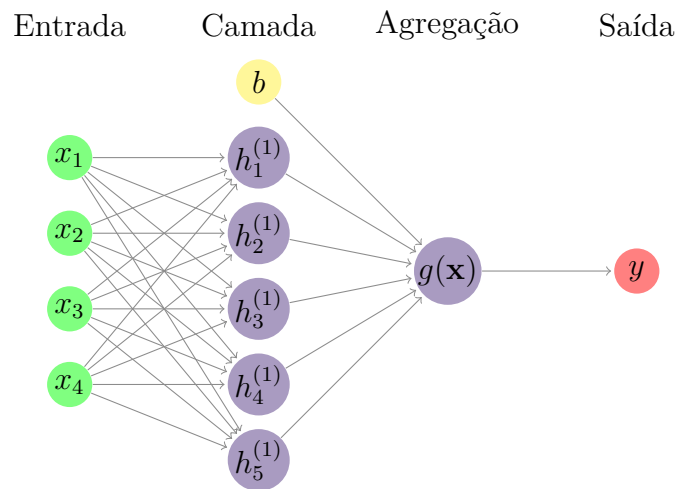 Entrada Camada Agregação Saída
b
x₁ h₁⁽¹⁾
x₂ h₂⁽¹⁾
g(x) y
x₃ h₃⁽¹⁾
x₄ h₄⁽¹⁾
h₅⁽¹⁾